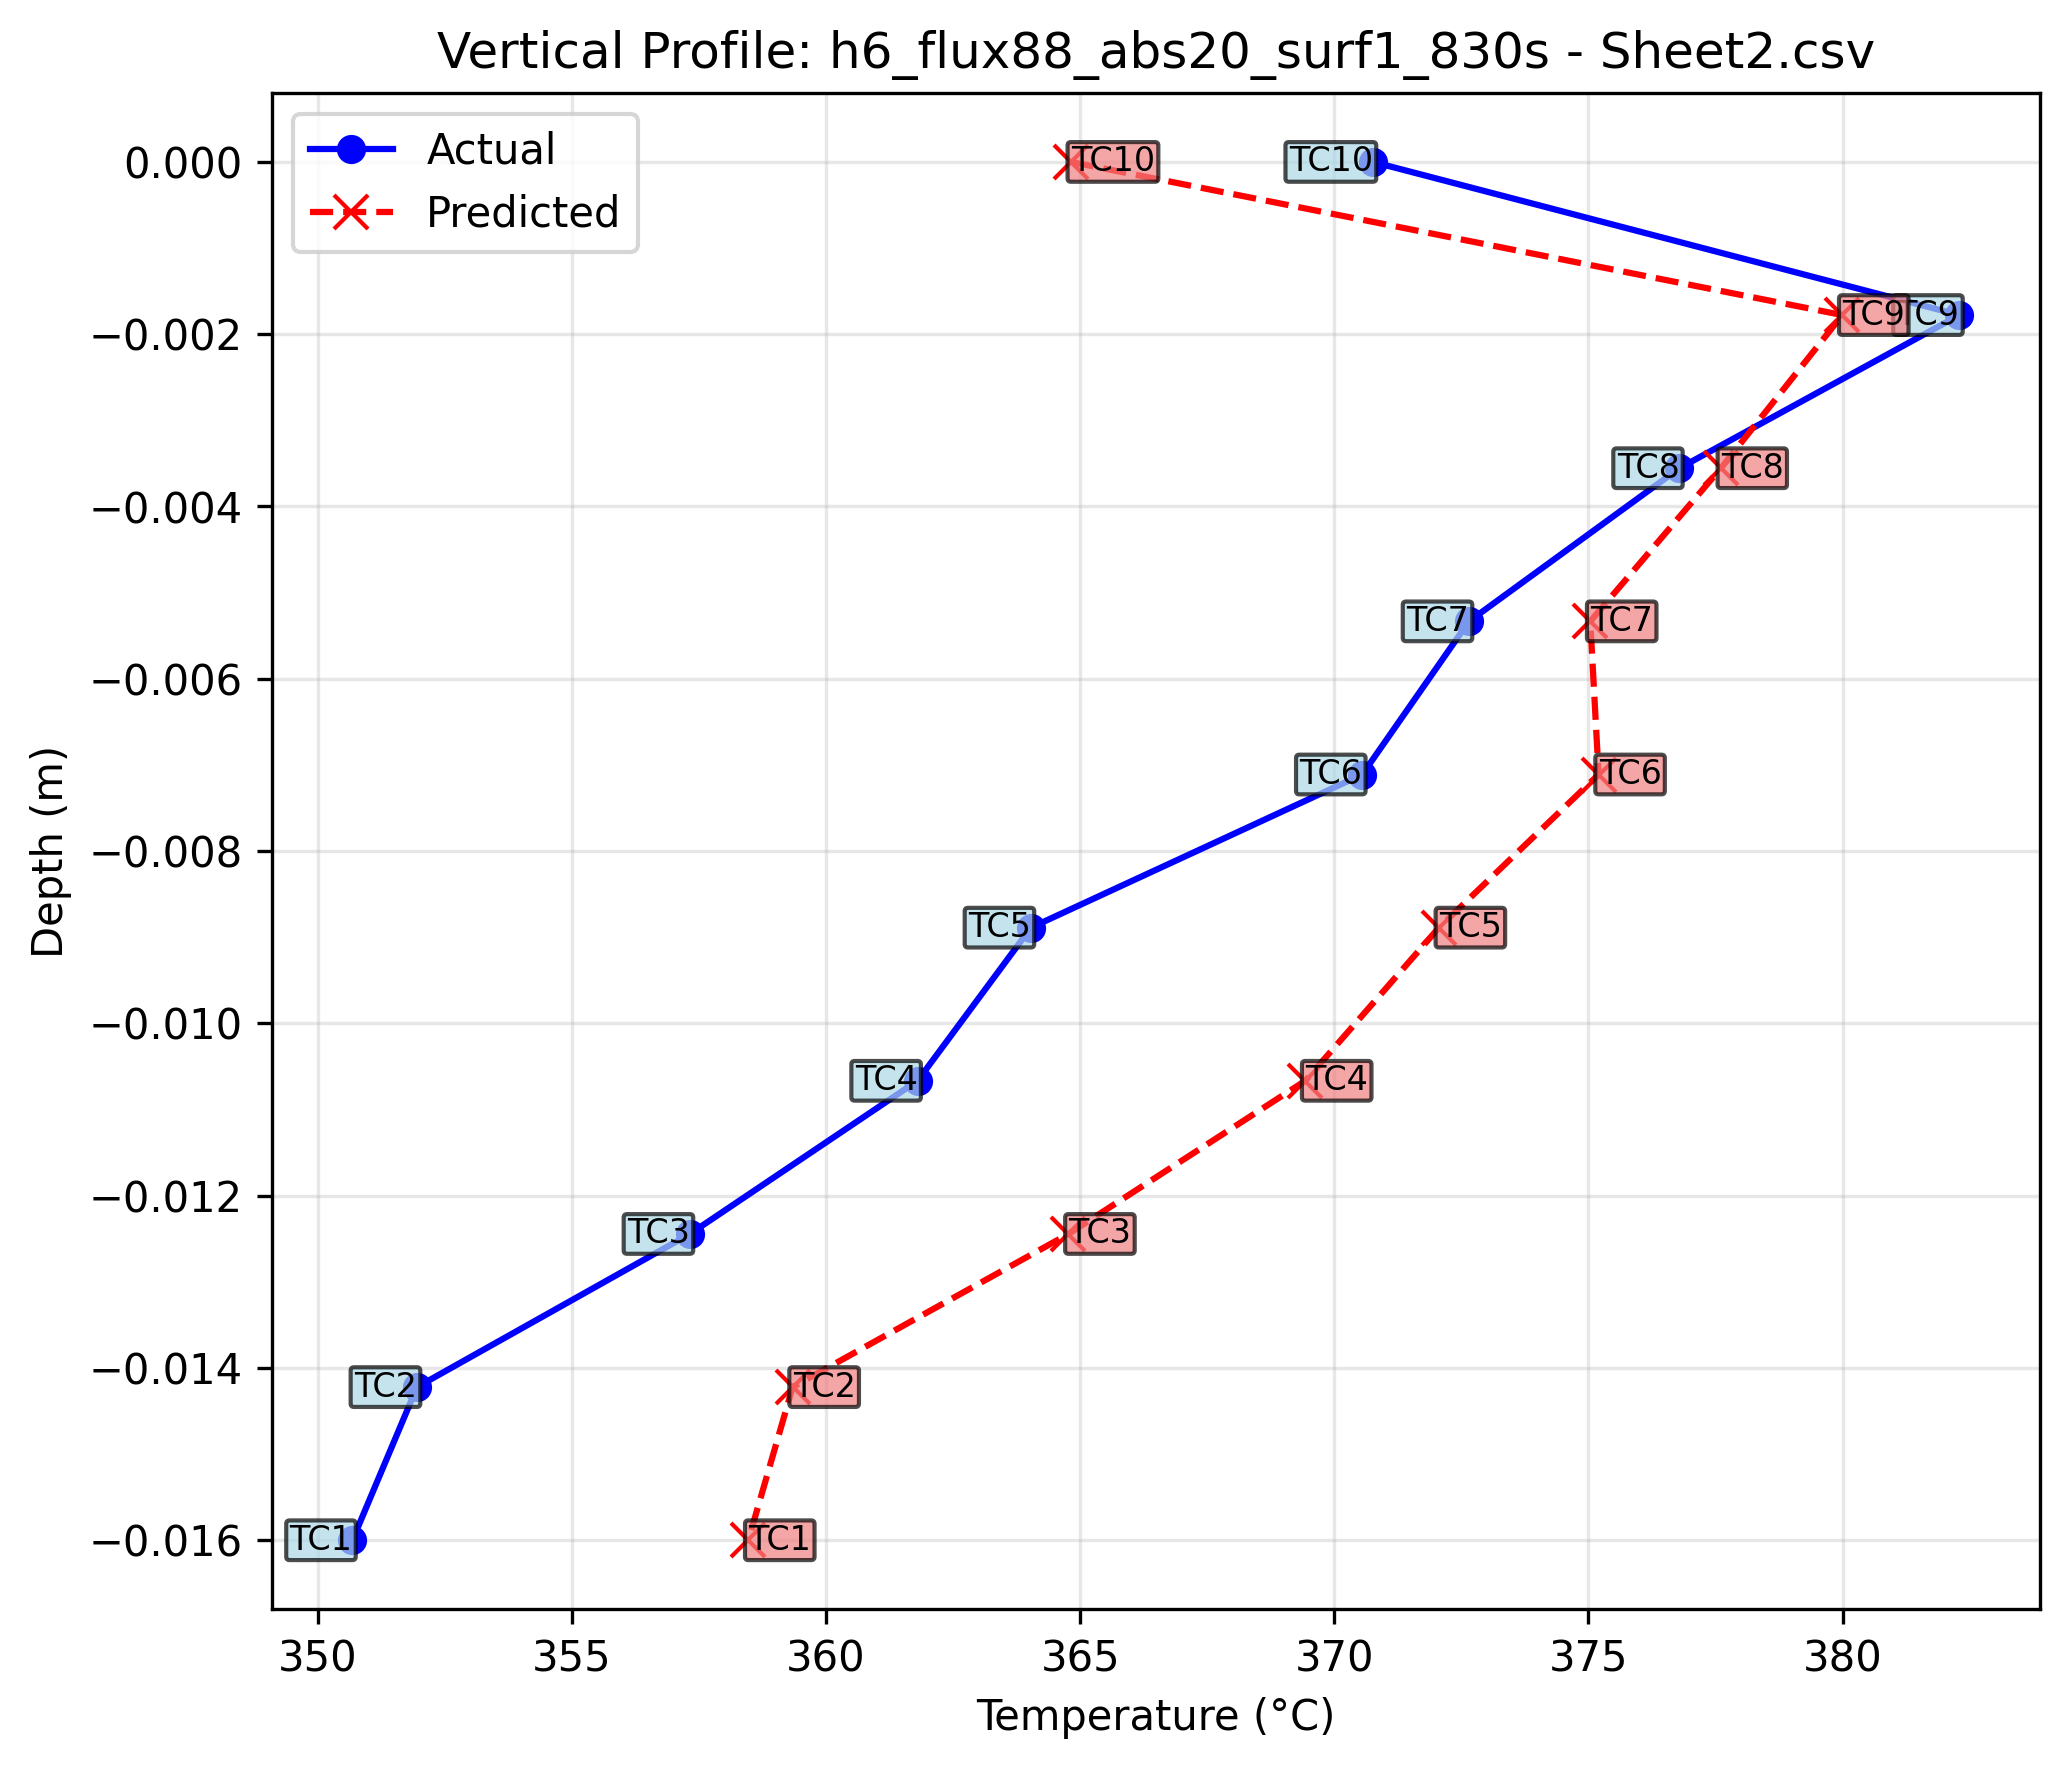 Vertical Profile: h6_flux88_abs20_surf1_830s - Sheet2.csv
Actual
Predicted
0.000
−0.002
−0.004
−0.006
−0.008
−0.010
−0.012
−0.014
−0.016
Depth (m)
TC10 TC10
TC9 TC9
TC8 TC8
TC7 TC7
TC6 TC6
TC5 TC5
TC4 TC4
TC3 TC3
TC2 TC2
TC1 TC1
350 355 360 365 370 375 380
Temperature (°C)